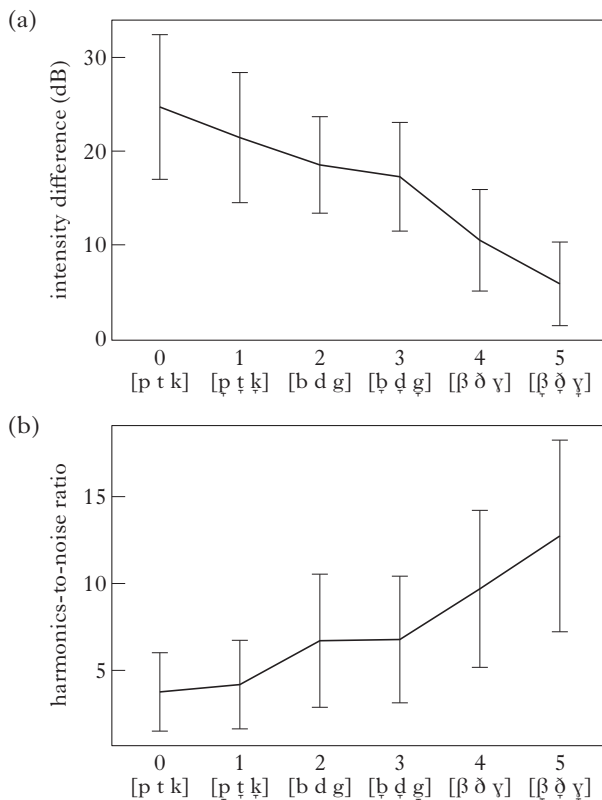 (a)
30
20
10
0
intensity difference (dB)
0 1 2 3 4 5
[p t k] [p̞ t̞ k̞] [b d g] [b̞ d̞ g̞] [β ð ɣ] [β̞ ð̞ ɣ̞]
(b)
15
10
5
harmonics-to-noise ratio
0 1 2 3 4 5
[p t k] [p̠ t̞ k̞] [b d g] [b̞ d̞ g̠] [β ð ɣ] [β̠ ð̞ ɣ̞]